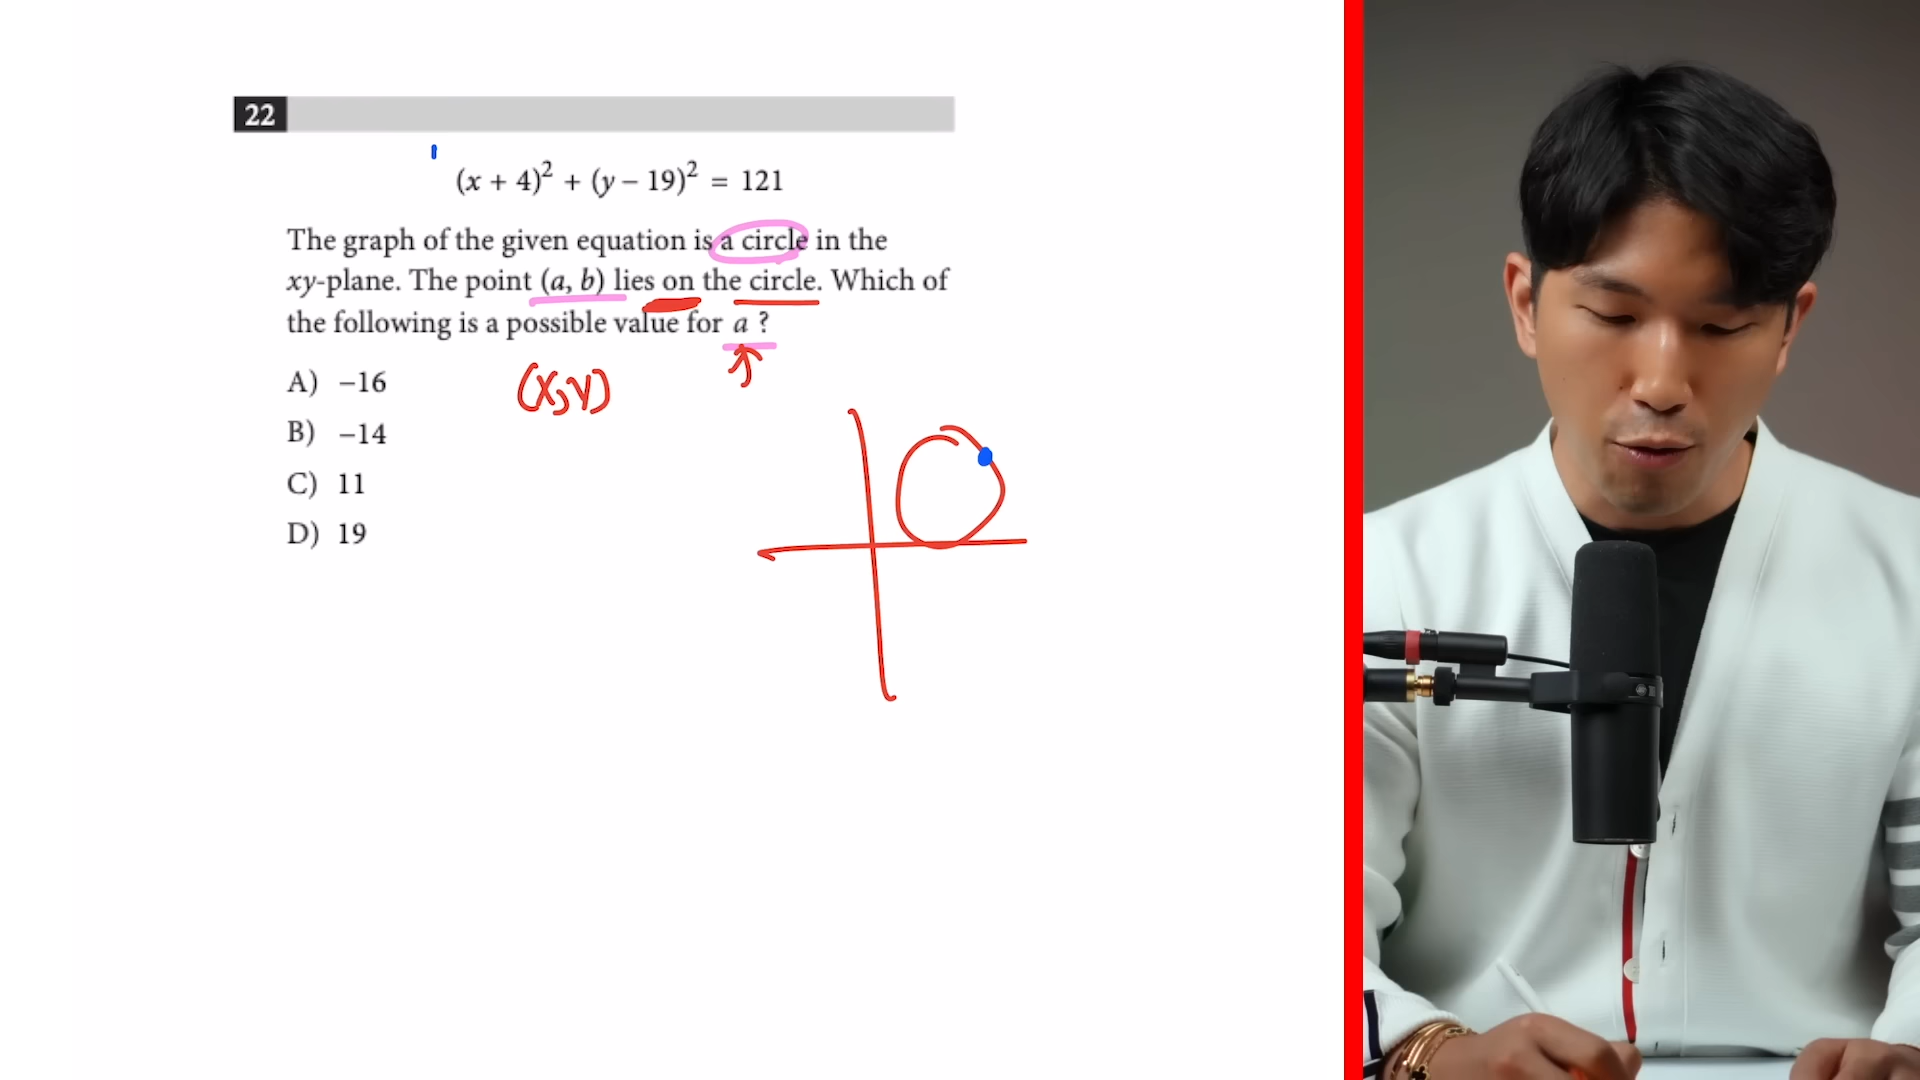 22
(x + 4)² + (y – 19)² = 121
The graph of the given equation is a circle in the
xy-plane. The point (a, b) lies on the circle. Which of
the following is a possible value for a ?
A) –16
(x,y)
B) –14
C) 11
D) 19